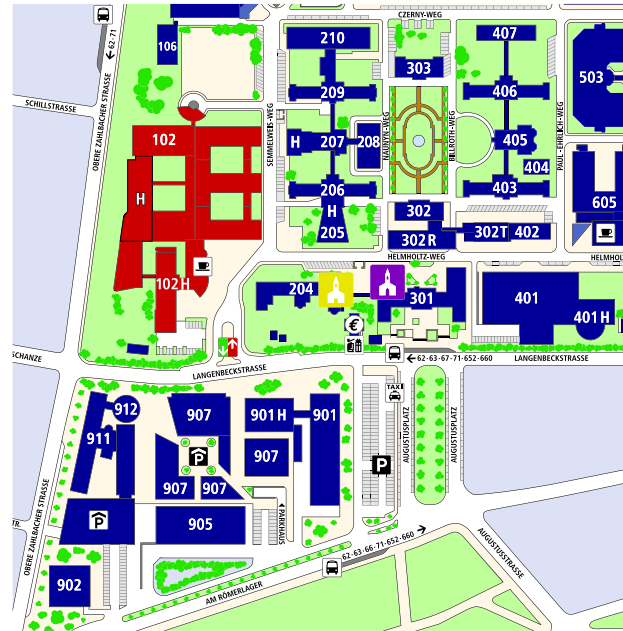 CZERNY-WEG
62-71
106
210
303
407
503
209
406
SCHILLSTRASSE
OBERE ZAHLBACHER STRASSE
SEMMELWEIS-WEG
NAUNYN-WEG
BILLROTH-WEG
PAUL-EHRLICH-WEG
102
H
207
208
405
404
H
206
403
605
H
205
302
302 R
302T
402
HELMHOLTZ-WEG
HELMHOL
102 H
204
301
401
401 H
€
SCHANZE
62-63-67-71-652-660
LANGENBECKSTRASSE
LANGENBECKSTRASSE
TAXI
912
907
901 H
901
911
AUGUSTUSPLATZ
AUGUSTUSPLATZ
907
P
P
907
907
P
905
PARKHAUS
OBERE ZAHLBACHER STRASSE
TR.
62-63-66-71-652-660
AUGUSTUSSTRASSE
902
AM RÖMERLAGER